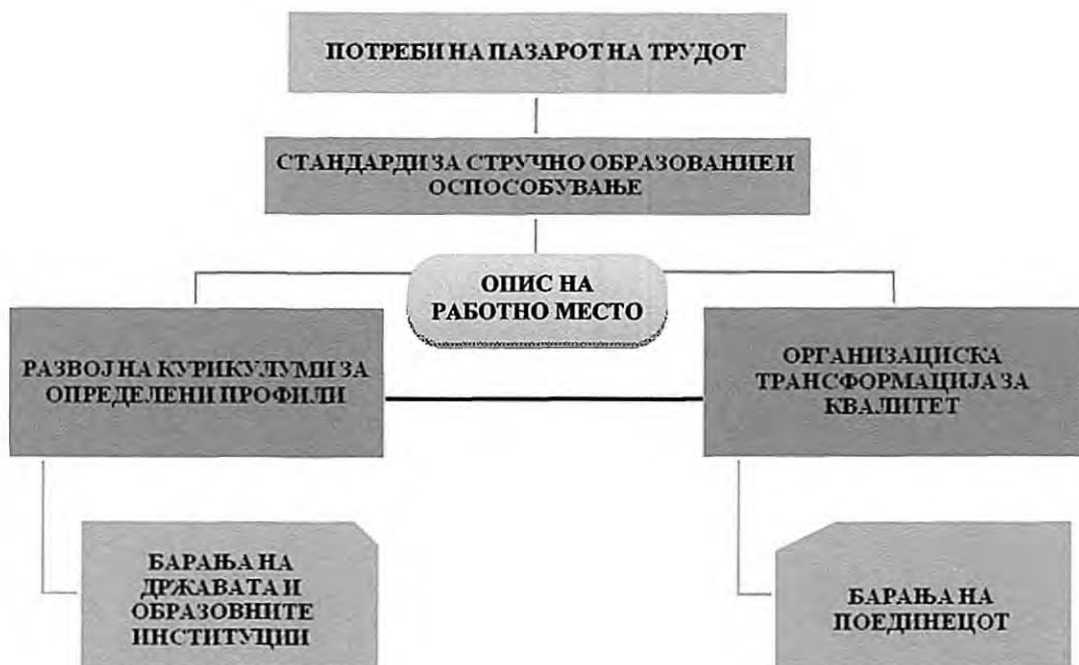 ПОТРЕБИ НА ПАЗАРОТ НА ТРУДОТ
СТАНДАРДИ ЗА СТРУЧНО ОБРАЗОВАНИЕ И
ОСПОСОБУВАЊЕ
ОПИС НА
РАБОТНО МЕСТО
РАЗВОЈ НА КУРИКУЛУМИ ЗА
ОПРЕДЕЛЕНИ ПРОФИЛИ
ОРГАНИЗАЦИСКА
ТРАНСФОРМАЦИЈА ЗА
КВАЛИТЕТ
БАРАЊА НА
ДРЖАВАТА И
ОБРАЗОВНИТЕ
ИНСТИТУЦИИ
БАРАЊА НА
ПОЕДИНЕЦОТ